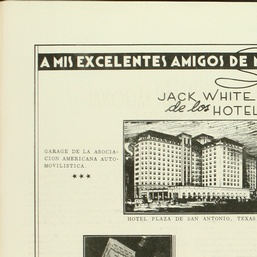 A MIS EXCELENTES AMIGOS DE
JACK WHITE
de los HOTEL
GARAGE DE LA ASOCIA-
CION AMERICANA AUTO-
MOVILISTICA.
★★★
HOTEL PLAZA DE SAN ANTONIO, TEXAS